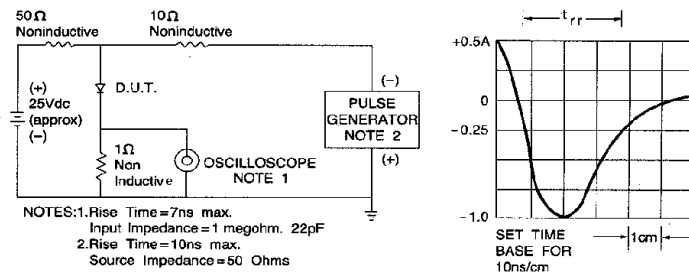 50Ω
Noninductive
10Ω
Noninductive
(+)
25Vdc
(approx)
(-)
D.U.T.
1Ω
Non
Inductive
OSCILLOSCOPE
NOTE 1
(-)
PULSE
GENERATOR
NOTE 2
(+)
NOTES:1.Rise Time=7ns max.
Input Impedance=1 megohm. 22pF
2.Rise Time=10ns max.
Source Impedance=50 Ohms
trr
+0.5A
0
-0.25
-1.0
SET TIME
BASE FOR
10ns/cm
1cm